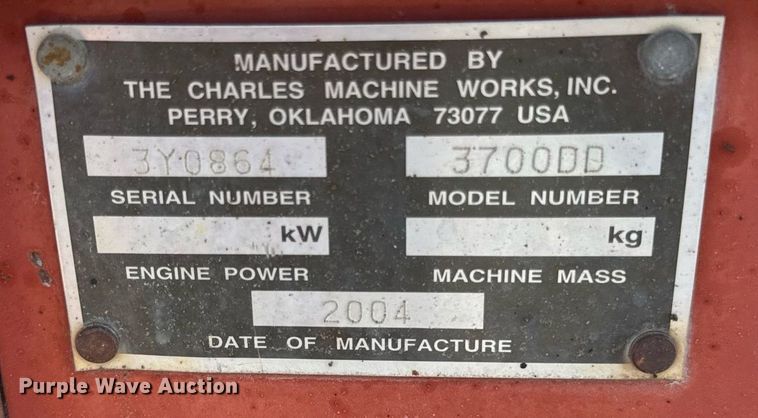 MANUFACTURED BY
THE CHARLES MACHINE WORKS, INC.
PERRY, OKLAHOMA 73077 USA
3Y0864 3700DD
SERIAL NUMBER MODEL NUMBER
kW kg
ENGINE POWER MACHINE MASS
2004
DATE OF MANUFACTURE
Purple Wave Auction